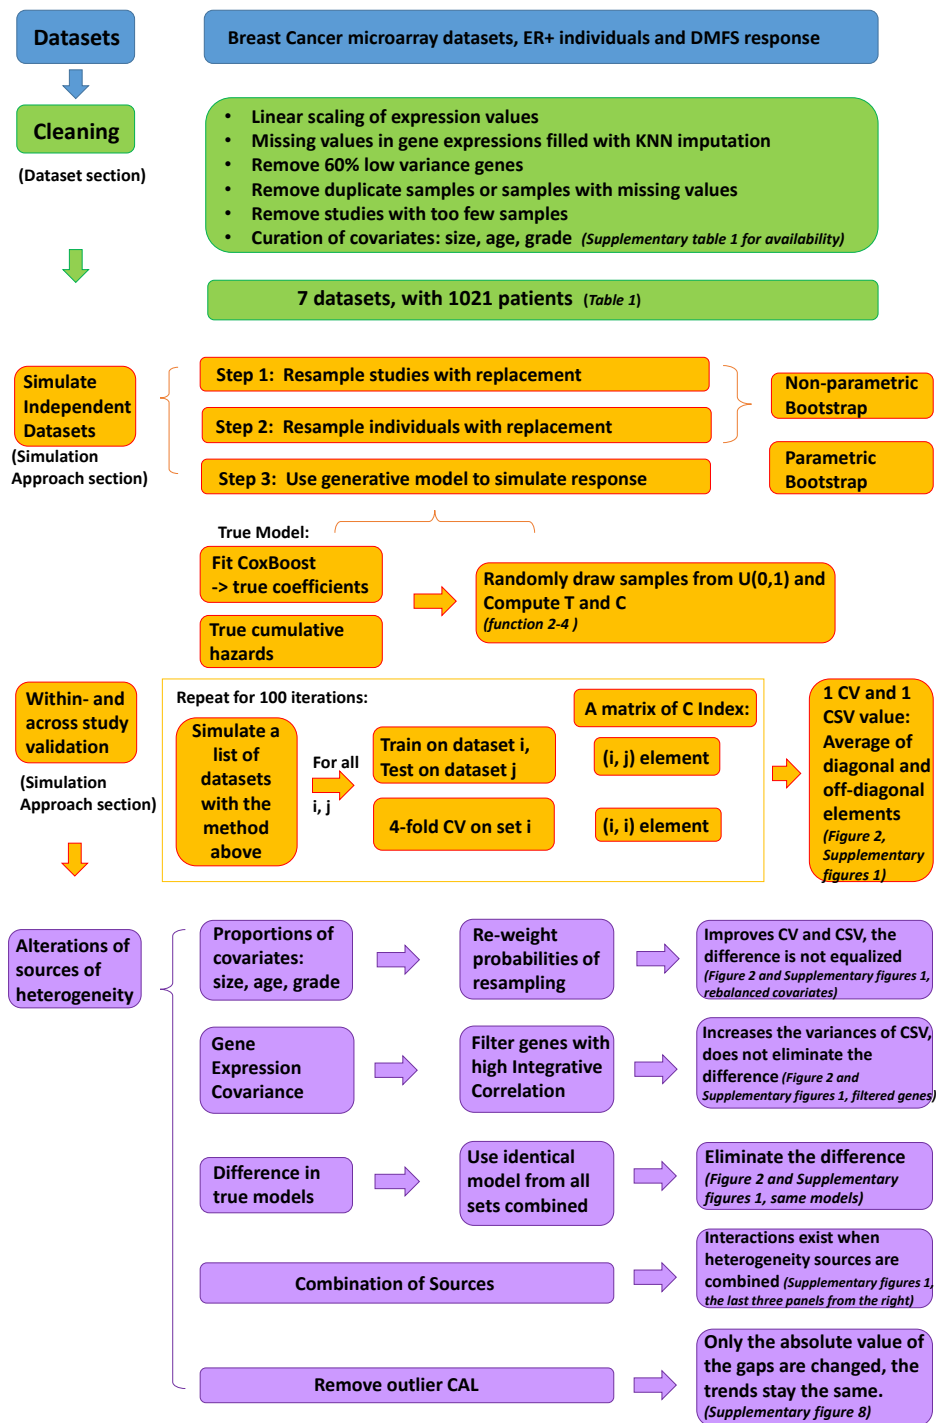 Datasets
Breast Cancer microarray datasets, ER+ individuals and DMFS response
Cleaning
(Dataset section)
• Linear scaling of expression values
• Missing values in gene expressions filled with KNN imputation
• Remove 60% low variance genes
• Remove duplicate samples or samples with missing values
• Remove studies with too few samples
• Curation of covariates: size, age, grade (Supplementary table 1 for availability)
7 datasets, with 1021 patients (Table 1)
Simulate
Independent
Datasets
(Simulation
Approach section)
Step 1: Resample studies with replacement
Step 2: Resample individuals with replacement
Step 3: Use generative model to simulate response
Non-parametric
Bootstrap
Parametric
Bootstrap
True Model:
Fit CoxBoost
-> true coefficients
True cumulative
hazards
Randomly draw samples from U(0,1) and
Compute T and C
(function 2-4 )
Within- and
across study
validation
(Simulation
Approach section)
Repeat for 100 iterations:
Simulate a
list of
datasets
with the
method
above
For all
i, j
Train on dataset i,
Test on dataset j
4-fold CV on set i
A matrix of C Index:
(i, j) element
(i, i) element
1 CV and 1
CSV value:
Average of
diagonal and
off-diagonal
elements
(Figure 2,
Supplementary
figures 1)
Alterations of
sources of
heterogeneity
Proportions of
covariates:
size, age, grade
Re-weight
probabilities of
resampling
Improves CV and CSV, the
difference is not equalized
(Figure 2 and Supplementary figures 1,
rebalanced covariates)
Gene
Expression
Covariance
Filter genes with
high Integrative
Correlation
Increases the variances of CSV,
does not eliminate the
difference (Figure 2 and
Supplementary figures 1, filtered genes)
Difference in
true models
Use identical
model from all
sets combined
Eliminate the difference
(Figure 2 and Supplementary
figures 1, same models)
Combination of Sources
Interactions exist when
heterogeneity sources are
combined (Supplementary figures 1,
the last three panels from the right)
Remove outlier CAL
Only the absolute value of
the gaps are changed, the
trends stay the same.
(Supplementary figure 8)